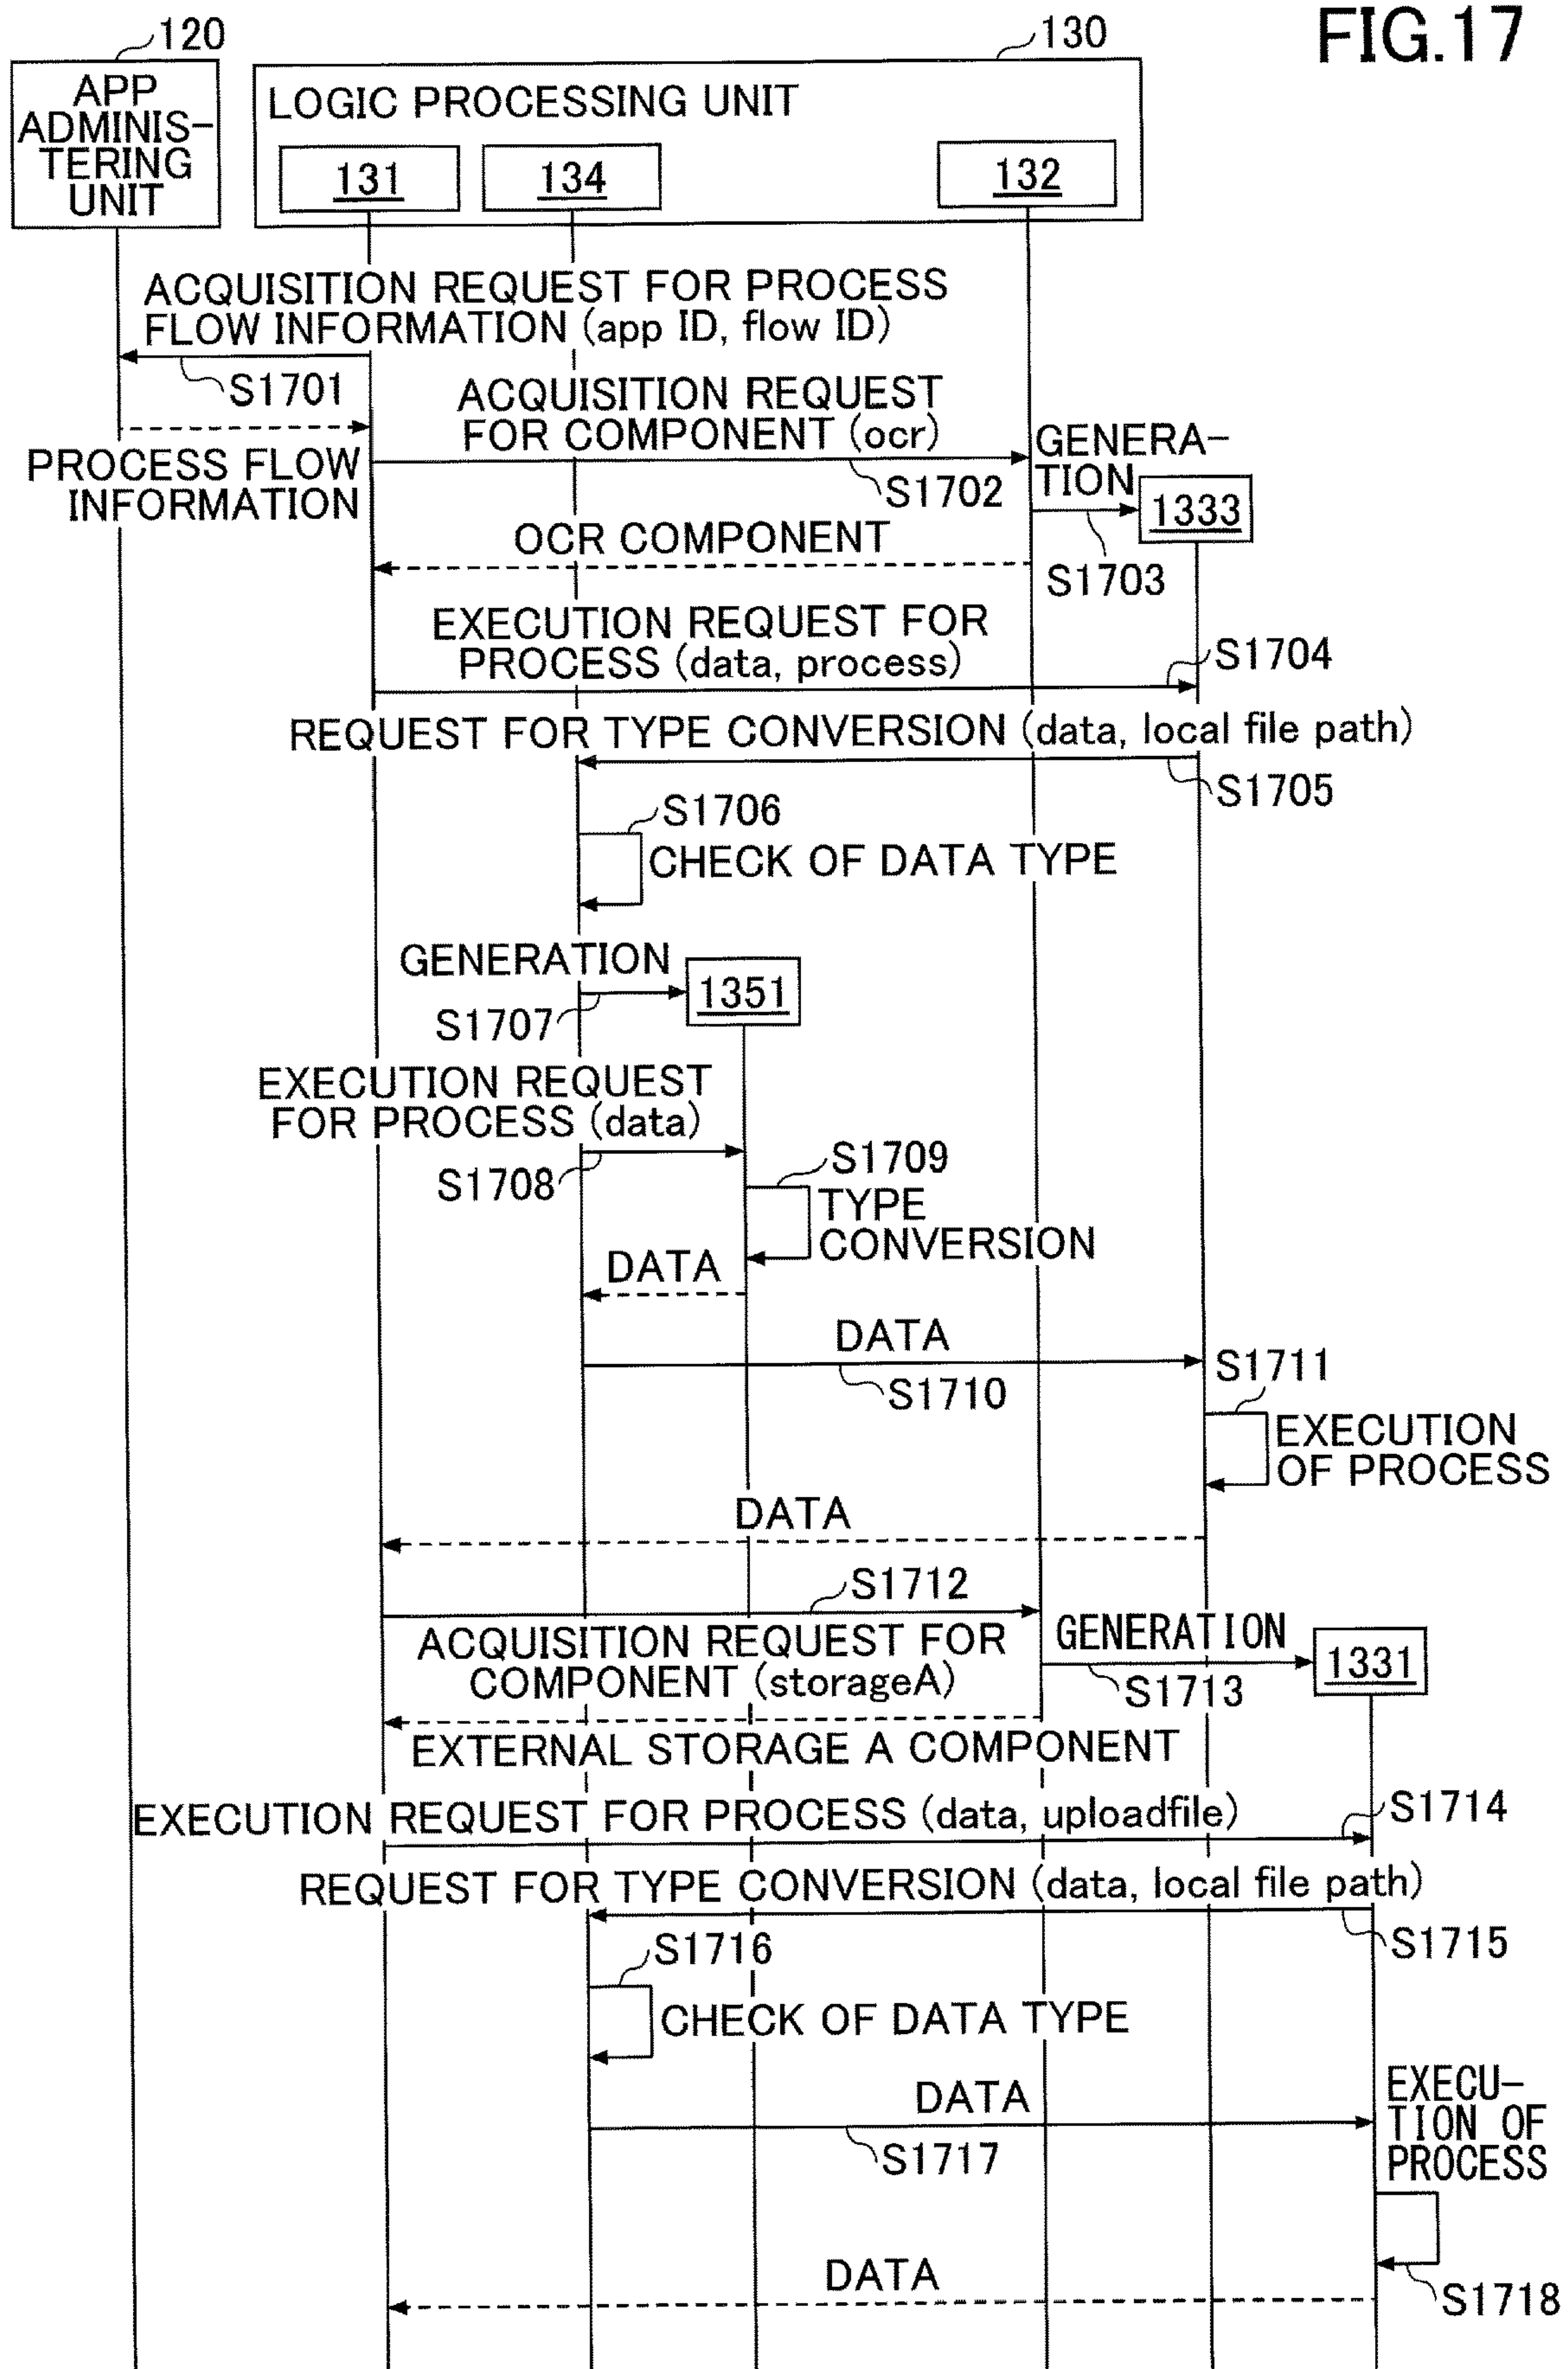 FIG.17
120
130
APP
ADMINIS-
TERING
UNIT
LOGIC PROCESSING UNIT
131
134
132
ACQUISITION REQUEST FOR PROCESS
FLOW INFORMATION (app ID, flow ID)
S1701
ACQUISITION REQUEST
FOR COMPONENT (ocr)
PROCESS FLOW
INFORMATION
S1702
GENERA-
TION
1333
OCR COMPONENT
S1703
EXECUTION REQUEST FOR
PROCESS (data, process)
S1704
REQUEST FOR TYPE CONVERSION (data, local file path)
S1705
S1706
CHECK OF DATA TYPE
GENERATION
1351
S1707
EXECUTION REQUEST
FOR PROCESS (data)
S1708
S1709
TYPE
CONVERSION
DATA
DATA
S1710
S1711
EXECUTION
OF PROCESS
DATA
S1712
ACQUISITION REQUEST FOR
COMPONENT (storageA)
GENERATION
1331
S1713
EXTERNAL STORAGE A COMPONENT
EXECUTION REQUEST FOR PROCESS (data, uploadfile)
S1714
REQUEST FOR TYPE CONVERSION (data, local file path)
S1715
S1716
CHECK OF DATA TYPE
DATA
S1717
EXECU-
TION OF
PROCESS
DATA
S1718